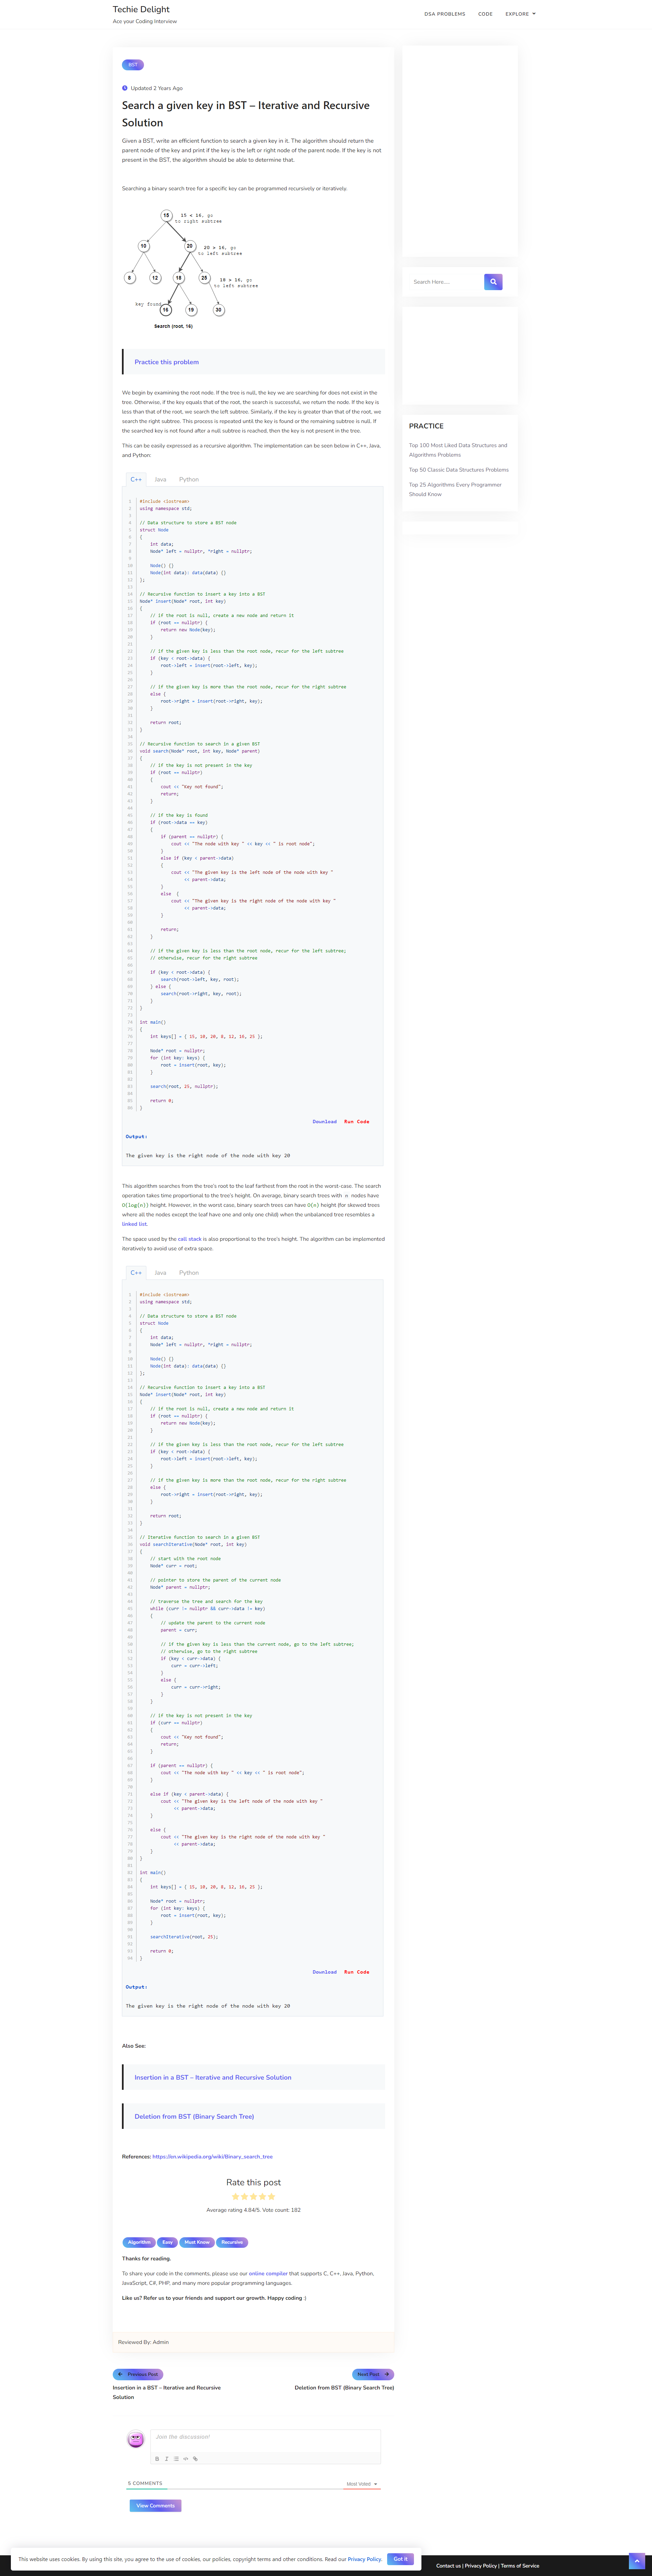 Techie Delight
Ace your Coding Interview
DSA PROBLEMS
CODE
EXPLORE
BST
Updated 2 Years Ago
Search a given key in BST – Iterative and Recursive
Solution
Given a BST, write an efficient function to search a given key in it. The algorithm should return the
parent node of the key and print if the key is the left or right node of the parent node. If the key is not
present in the BST, the algorithm should be able to determine that.
Searching a binary search tree for a specific key can be programmed recursively or iteratively.
15
15 < 16, go
to right subtree
10
20
20 > 16, go
to left subtree
8
12
18
25
18 > 16, go
to left subtree
key found
16
19
30
Search (root, 16)
Practice this problem
We begin by examining the root node. If the tree is null, the key we are searching for does not exist in the
tree. Otherwise, if the key equals that of the root, the search is successful, we return the node. If the key is
less than that of the root, we search the left subtree. Similarly, if the key is greater than that of the root, we
search the right subtree. This process is repeated until the key is found or the remaining subtree is null. If
the searched key is not found after a null subtree is reached, then the key is not present in the tree.
This can be easily expressed as a recursive algorithm. The implementation can be seen below in C++, Java,
and Python:
C++
Java
Python
1 #include <iostream>
2 using namespace std;
3
4 // Data structure to store a BST node
5 struct Node
6 {
7 int data;
8 Node* left = nullptr, *right = nullptr;
9
10 Node() {}
11 Node(int data): data(data) {}
12 };
13
14 // Recursive function to insert a key into a BST
15 Node* insert(Node* root, int key)
16 {
17 // if the root is null, create a new node and return it
18 if (root == nullptr) {
19 return new Node(key);
20 }
21
22 // if the given key is less than the root node, recur for the left subtree
23 if (key < root->data) {
24 root->left = insert(root->left, key);
25 }
26
27 // if the given key is more than the root node, recur for the right subtree
28 else {
29 root->right = insert(root->right, key);
30 }
31
32 return root;
33 }
34
35 // Recursive function to search in a given BST
36 void search(Node* root, int key, Node* parent)
37 {
38 // if the key is not present in the key
39 if (root == nullptr)
40 {
41 cout << "Key not found";
42 return;
43 }
44
45 // if the key is found
46 if (root->data == key)
47 {
48 if (parent == nullptr) {
49 cout << "The node with key " << key << " is root node";
50 }
51 else if (key < parent->data)
52 {
53 cout << "The given key is the left node of the node with key "
54 << parent->data;
55 }
56 else {
57 cout << "The given key is the right node of the node with key "
58 << parent->data;
59 }
60
61 return;
62 }
63
64 // if the given key is less than the root node, recur for the left subtree;
65 // otherwise, recur for the right subtree
66
67 if (key < root->data) {
68 search(root->left, key, root);
69 } else {
70 search(root->right, key, root);
71 }
72 }
73
74 int main()
75 {
76 int keys[] = { 15, 10, 20, 8, 12, 16, 25 };
77
78 Node* root = nullptr;
79 for (int key: keys) {
80 root = insert(root, key);
81 }
82
83 search(root, 25, nullptr);
84
85 return 0;
86 }
Download Run Code
Output:
The given key is the right node of the node with key 20
This algorithm searches from the tree's root to the leaf farthest from the root in the worst-case. The search
operation takes time proportional to the tree's height. On average, binary search trees with n nodes have
O(log(n)) height. However, in the worst case, binary search trees can have O(n) height (for skewed trees
where all the nodes except the leaf have one and only one child) when the unbalanced tree resembles a
linked list.
The space used by the call stack is also proportional to the tree's height. The algorithm can be implemented
iteratively to avoid use of extra space.
C++
Java
Python
1 #include <iostream>
2 using namespace std;
3
4 // Data structure to store a BST node
5 struct Node
6 {
7 int data;
8 Node* left = nullptr, *right = nullptr;
9
10 Node() {}
11 Node(int data): data(data) {}
12 };
13
14 // Recursive function to insert a key into a BST
15 Node* insert(Node* root, int key)
16 {
17 // if the root is null, create a new node and return it
18 if (root == nullptr) {
19 return new Node(key);
20 }
21
22 // if the given key is less than the root node, recur for the left subtree
23 if (key < root->data) {
24 root->left = insert(root->left, key);
25 }
26
27 // if the given key is more than the root node, recur for the right subtree
28 else {
29 root->right = insert(root->right, key);
30 }
31
32 return root;
33 }
34
35 // Iterative function to search in a given BST
36 void searchIterative(Node* root, int key)
37 {
38 // start with the root node
39 Node* curr = root;
40
41 // pointer to store the parent of the current node
42 Node* parent = nullptr;
43
44 // traverse the tree and search for the key
45 while (curr != nullptr && curr->data != key)
46 {
47 // update the parent to the current node
48 parent = curr;
49
50 // if the given key is less than the current node, go to the left subtree;
51 // otherwise, go to the right subtree
52 if (key < curr->data) {
53 curr = curr->left;
54 }
55 else {
56 curr = curr->right;
57 }
58 }
59
60 // if the key is not present in the key
61 if (curr == nullptr)
62 {
63 cout << "Key not found";
64 return;
65 }
66
67 if (parent == nullptr) {
68 cout << "The node with key " << key << " is root node";
69 }
70
71 else if (key < parent->data) {
72 cout << "The given key is the left node of the node with key "
73 << parent->data;
74 }
75
76 else {
77 cout << "The given key is the right node of the node with key "
78 << parent->data;
79 }
80 }
81
82 int main()
83 {
84 int keys[] = { 15, 10, 20, 8, 12, 16, 25 };
85
86 Node* root = nullptr;
87 for (int key: keys) {
88 root = insert(root, key);
89 }
90
91 searchIterative(root, 25);
92
93 return 0;
94 }
Download Run Code
Output:
The given key is the right node of the node with key 20
Also See:
Insertion in a BST – Iterative and Recursive Solution
Deletion from BST (Binary Search Tree)
References: https://en.wikipedia.org/wiki/Binary_search_tree
Rate this post
Average rating 4.84/5. Vote count: 182
Algorithm
Easy
Must Know
Recursive
Thanks for reading.
To share your code in the comments, please use our online compiler that supports C, C++, Java, Python,
JavaScript, C#, PHP, and many more popular programming languages.
Like us? Refer us to your friends and support our growth. Happy coding :)
Reviewed By: Admin
Previous Post
Insertion in a BST – Iterative and Recursive
Solution
Next Post
Deletion from BST (Binary Search Tree)
Join the discussion!
5 COMMENTS
Most Voted
View Comments
Search Here.....
PRACTICE
Top 100 Most Liked Data Structures and
Algorithms Problems
Top 50 Classic Data Structures Problems
Top 25 Algorithms Every Programmer
Should Know
This website uses cookies. By using this site, you agree to the use of cookies, our policies, copyright terms and other conditions. Read our Privacy Policy.
Got it
Contact us | Privacy Policy | Terms of Service